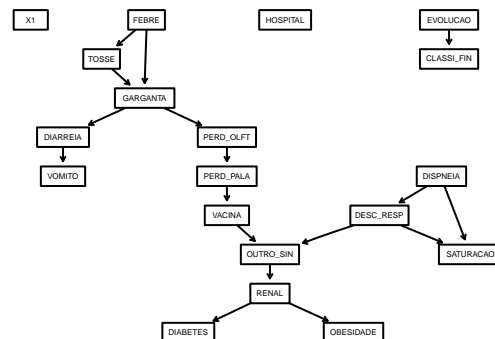 X1 FEBRE HOSPITAL EVOLUCAO
TOSSE CLASSI_FIN
GARGANTA
DIARREIA PERD_OLFT
VOMITO PERD_PALA DISPNEIA
VACINA DESC_RESP
OUTRO_SIN SATURACAO
RENAL
DIABETES OBESIDADE